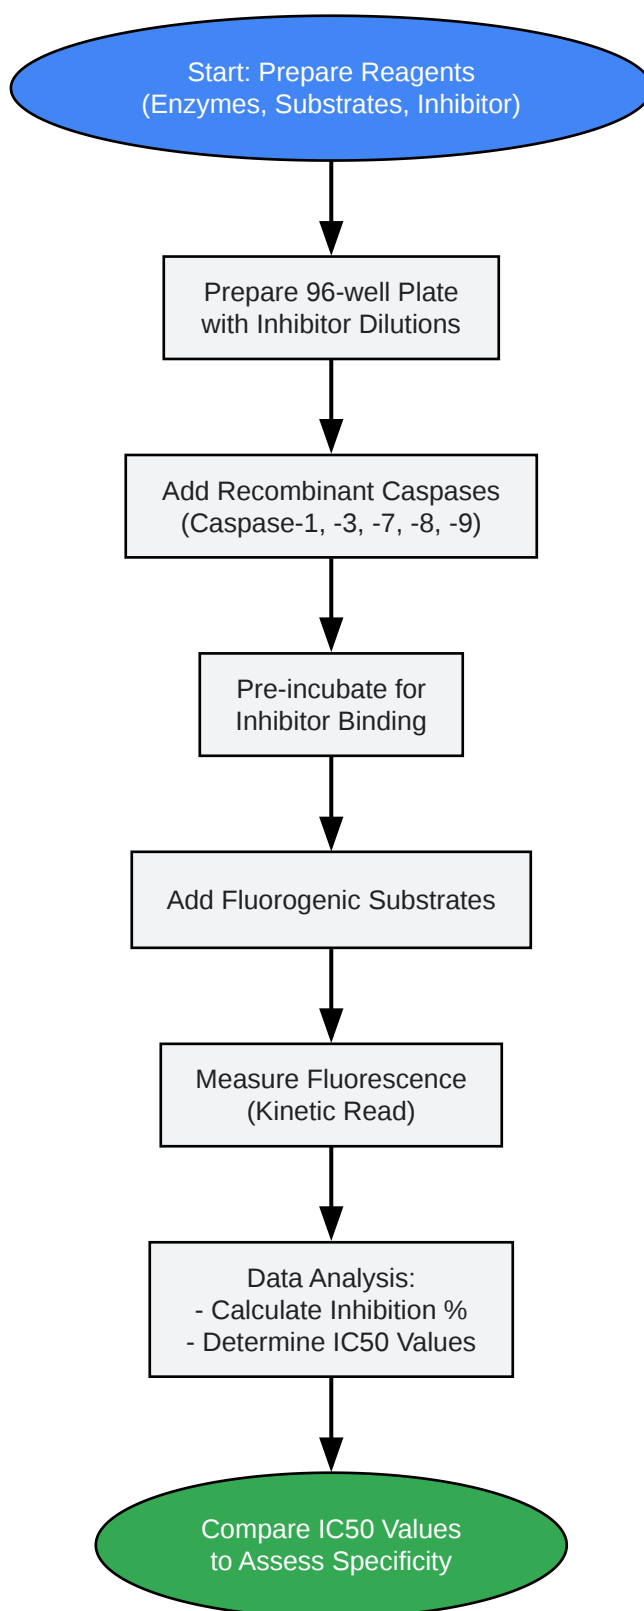 Start: Prepare Reagents
(Enzymes, Substrates, Inhibitor)
Prepare 96-well Plate
with Inhibitor Dilutions
Add Recombinant Caspases
(Caspase-1, -3, -7, -8, -9)
Pre-incubate for
Inhibitor Binding
Add Fluorogenic Substrates
Measure Fluorescence
(Kinetic Read)
Data Analysis:
- Calculate Inhibition %
- Determine IC50 Values
Compare IC50 Values
to Assess Specificity